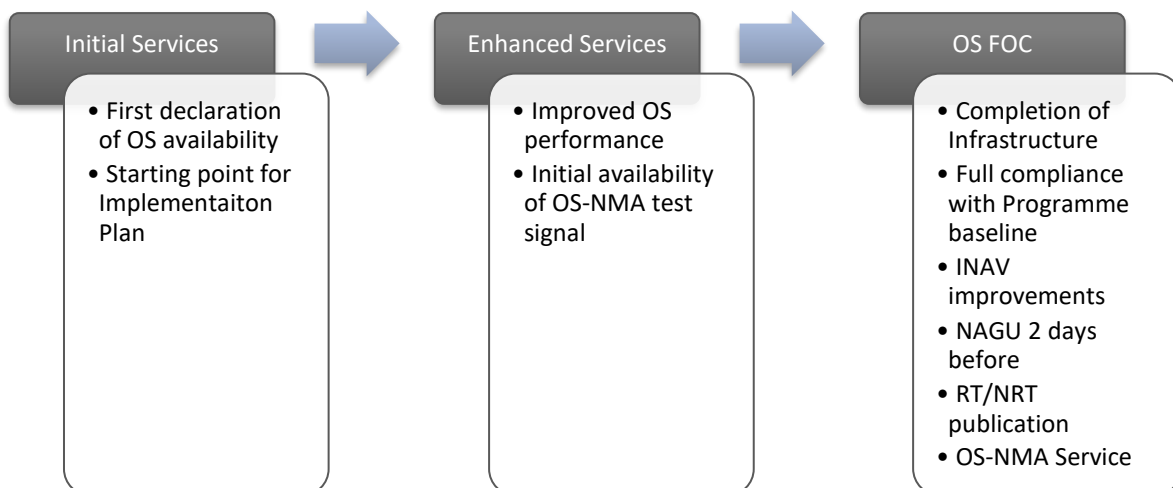 Initial Services
• First declaration
of OS availability
• Starting point for
Implementaiton
Plan
Enhanced Services
• Improved OS
performance
• Initial availability
of OS-NMA test
signal
OS FOC
• Completion of
Infrastructure
• Full compliance
with Programme
baseline
• INAV
improvements
• NAGU 2 days
before
• RT/NRT
publication
• OS-NMA Service